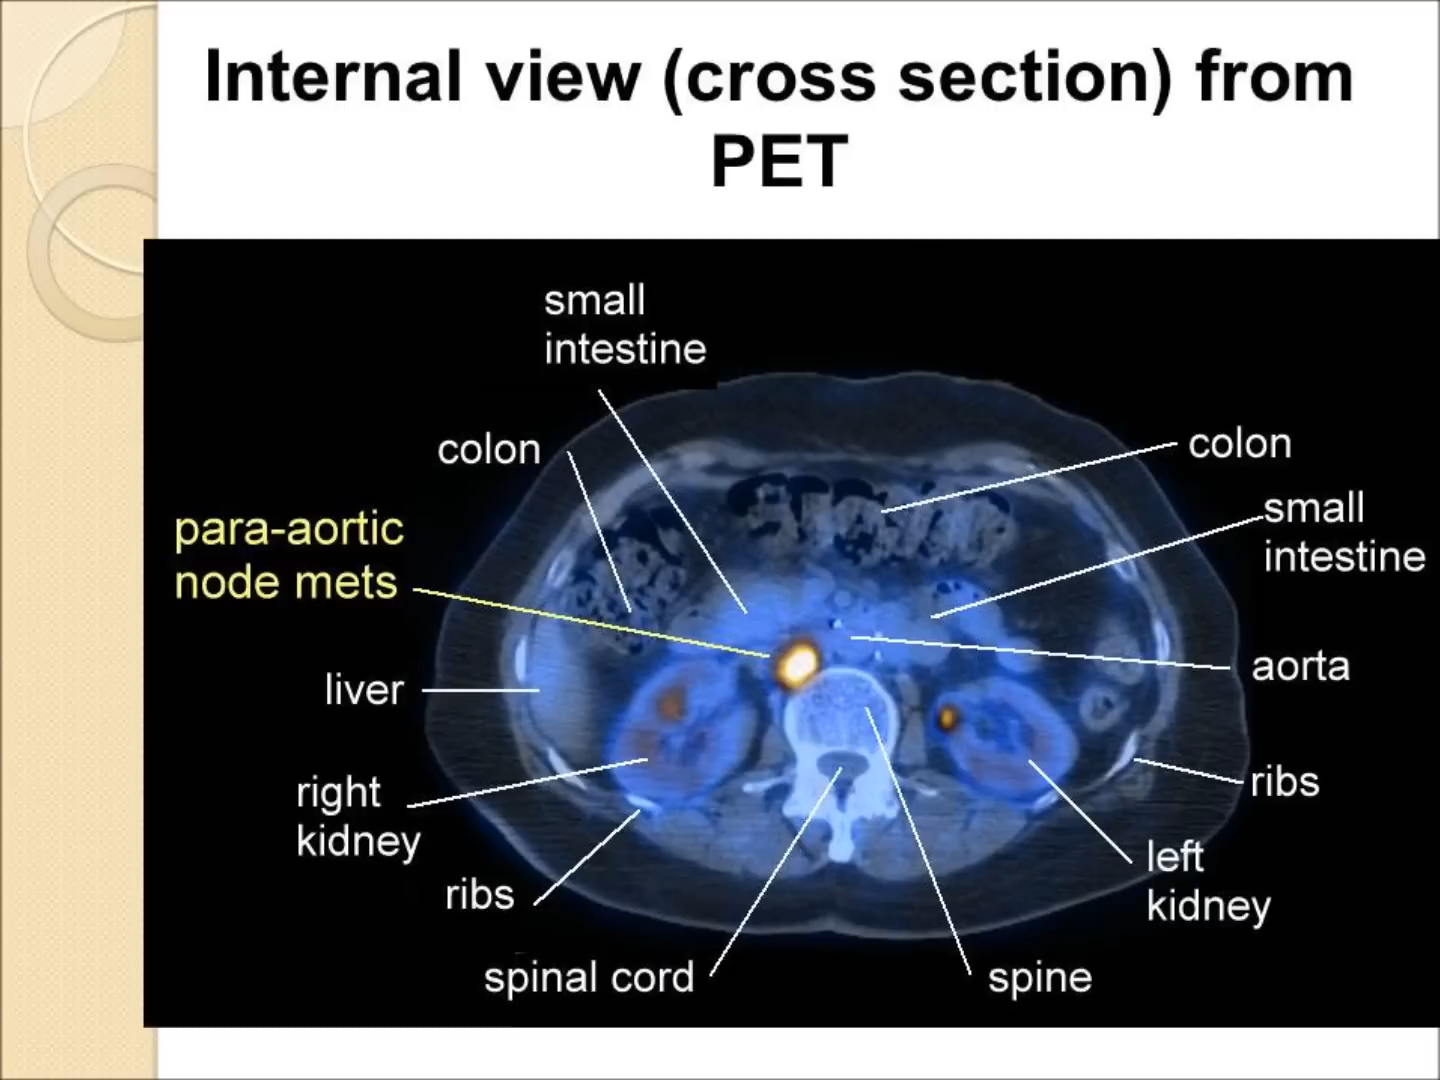 Internal view (cross section) from
PET
small
intestine
colon
colon
small
intestine
para-aortic
node mets
aorta
liver
ribs
right
kidney
left
kidney
ribs
spinal cord
spine